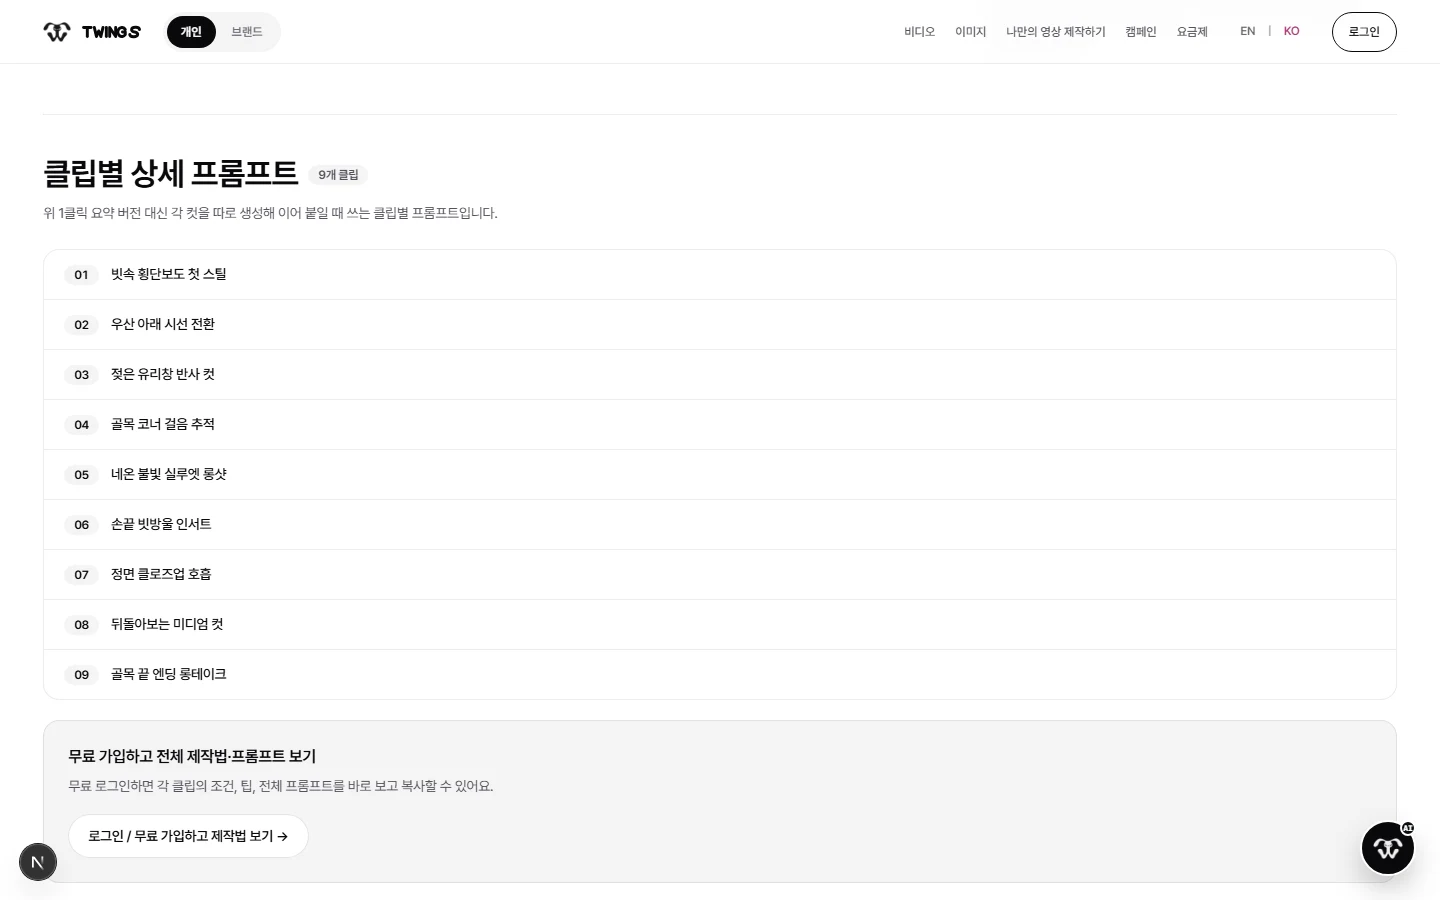 TWINGS
개인
브랜드
비디오
이미지
나만의 영상 제작하기
캠페인
요금제
EN | KO
로그인
클립별 상세 프롬프트
9개 클립
위 1클릭 요약 버전 대신 각 컷을 따로 생성해 이어 붙일 때 쓰는 클립별 프롬프트입니다.
01 빗속 횡단보도 첫 스틸
02 우산 아래 시선 전환
03 젖은 유리창 반사 컷
04 골목 코너 걸음 추적
05 네온 불빛 실루엣 롱샷
06 손끝 빗방울 인서트
07 정면 클로즈업 호흡
08 뒤돌아보는 미디엄 컷
09 골목 끝 엔딩 롱테이크
무료 가입하고 전체 제작법·프롬프트 보기
무료 로그인하면 각 클립의 조건, 팁, 전체 프롬프트를 바로 보고 복사할 수 있어요.
로그인 / 무료 가입하고 제작법 보기 →
N
AI